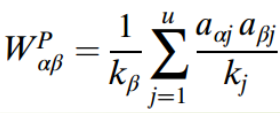 W^P_{αβ} = \frac{1}{k_β} \sum_{j=1}^{u} \frac{a_{αj} a_{βj}}{k_j}